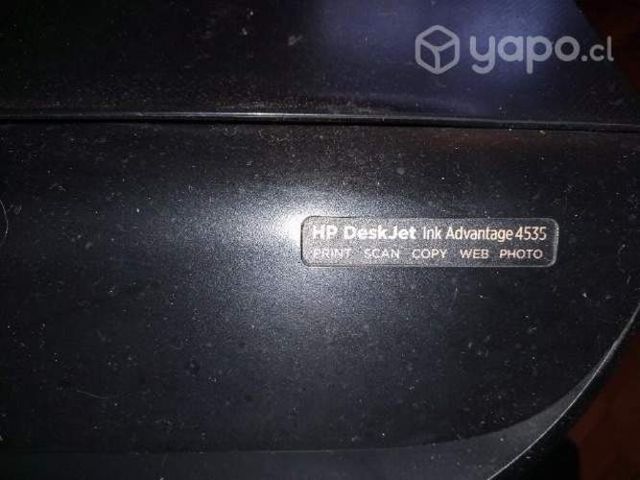 yapo.cl
HP DeskJet Ink Advantage 4535
PRINT SCAN COPY WEB PHOTO